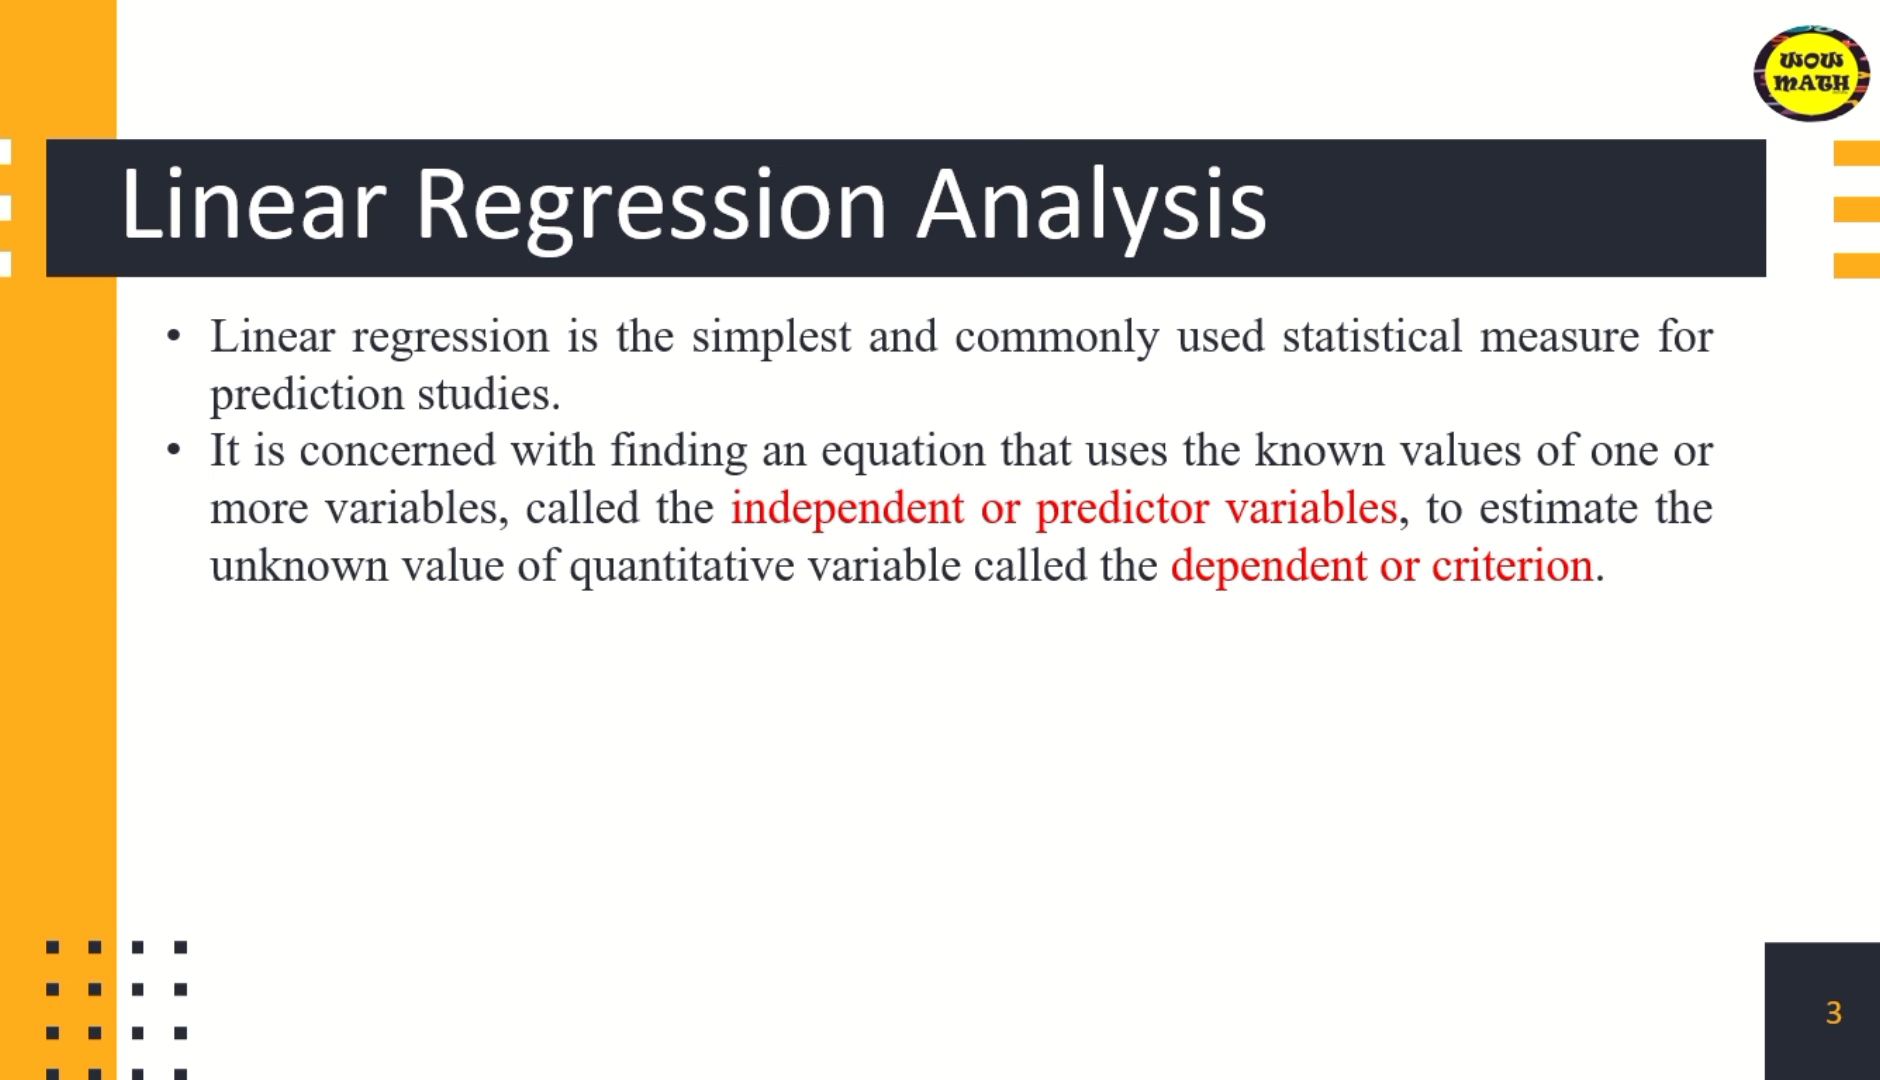 WOW
MATH
Linear Regression Analysis
• Linear regression is the simplest and commonly used statistical measure for
prediction studies.
• It is concerned with finding an equation that uses the known values of one or
more variables, called the independent or predictor variables, to estimate the
unknown value of quantitative variable called the dependent or criterion.
3